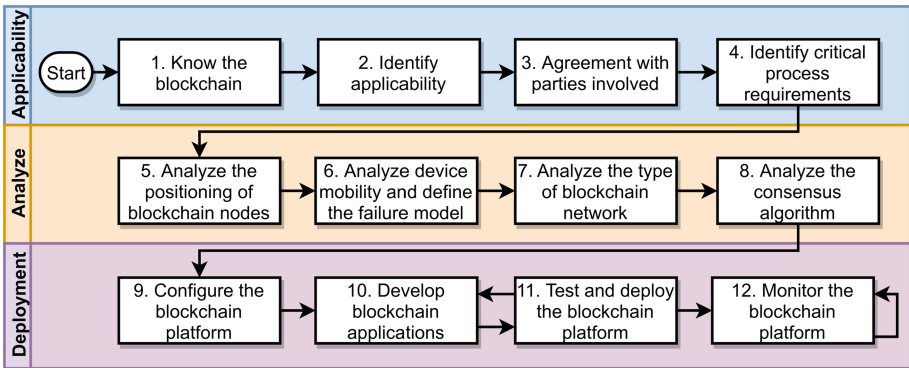 Applicability
Start
1. Know the
blockchain
2. Identify
applicability
3. Agreement with
parties involved
4. Identify critical
process
requirements
Analyze
5. Analyze the
positioning of
blockchain nodes
6. Analyze device
mobility and define
the failure model
7. Analyze the type
of blockchain
network
8. Analyze the
consensus
algorithm
Deployment
9. Configure the
blockchain
platform
10. Develop
blockchain
applications
11. Test and deploy
the blockchain
platform
12. Monitor the
blockchain
platform